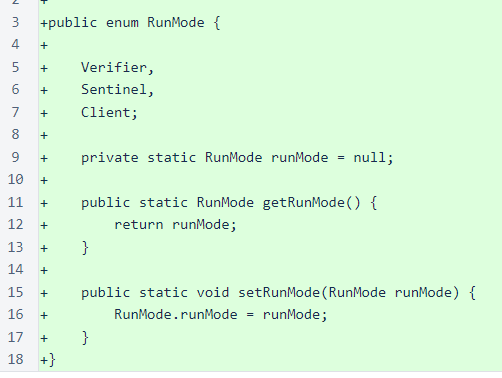 2 +
3 +public enum RunMode {
4 +
5 +    Verifier,
6 +    Sentinel,
7 +    Client;
8 +
9 +    private static RunMode runMode = null;
10 +
11 +    public static RunMode getRunMode() {
12 +        return runMode;
13 +    }
14 +
15 +    public static void setRunMode(RunMode runMode) {
16 +        RunMode.runMode = runMode;
17 +    }
18 +}